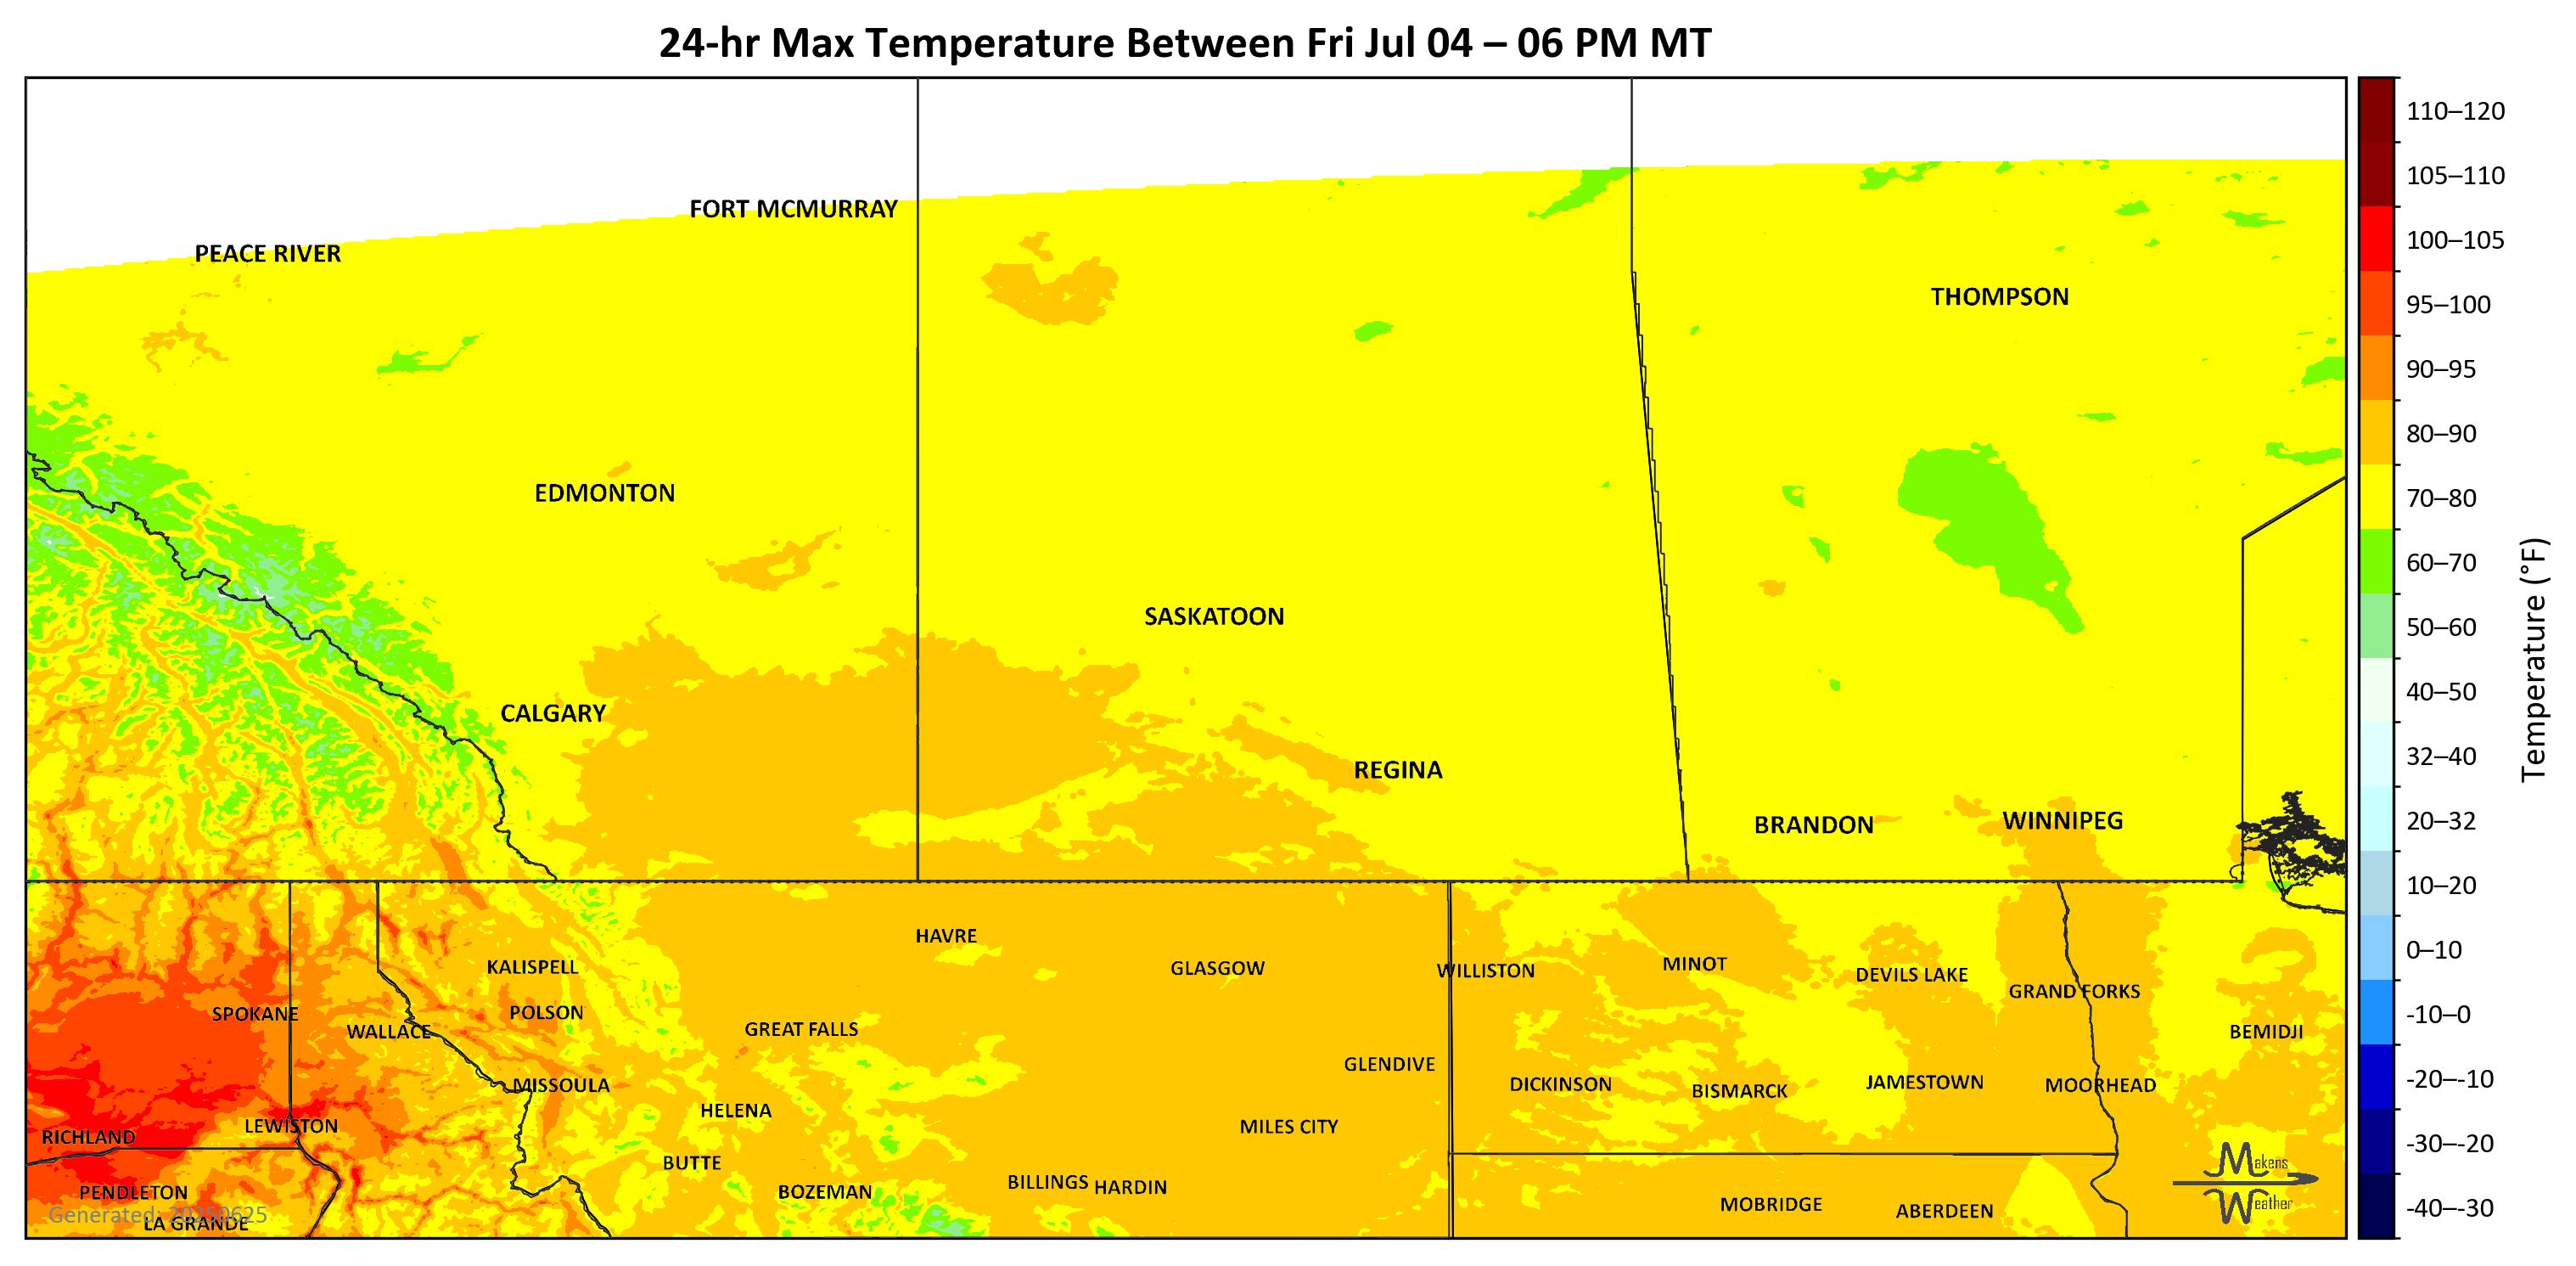 24-hr Max Temperature Between Fri Jul 04 – 06 PM MT
110–120
105–110
100–105
95–100
90–95
80–90
70–80
60–70
50–60
40–50
32–40
20–32
10–20
0–10
-10–0
-20–-10
-30–-20
-40–-30
Temperature (°F)
FORT MCMURRAY
PEACE RIVER
THOMPSON
EDMONTON
SASKATOON
CALGARY
REGINA
BRANDON
WINNIPEG
HAVRE
KALISPELL
GLASGOW
WILLISTON
MINOT
DEVILS LAKE
GRAND FORKS
SPOKANE
POLSON
WALLACE
GREAT FALLS
BEMIDJI
GLENDIVE
MISSOULA
DICKINSON
BISMARCK
JAMESTOWN
MOORHEAD
HELENA
LEWISTON
MILES CITY
RICHLAND
BUTTE
PENDLETON
BOZEMAN
BILLINGS
HARDIN
MOBRIDGE
ABERDEEN
LA GRANDE
Generated: 20250625
Makens
Weather